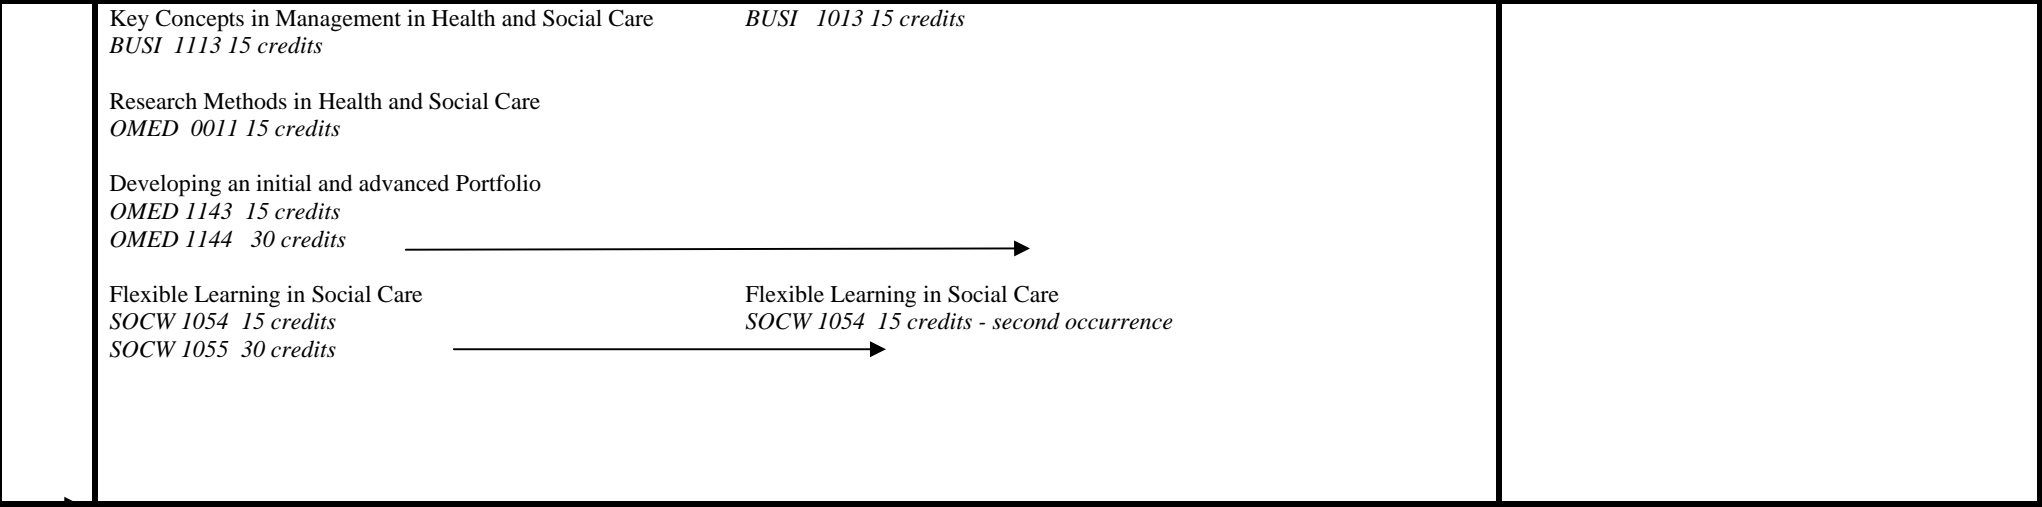 Key Concepts in Management in Health and Social Care BUSI 1013 15 credits
BUSI 1113 15 credits
Research Methods in Health and Social Care
OMED 0011 15 credits
Developing an initial and advanced Portfolio
OMED 1143 15 credits
OMED 1144 30 credits
Flexible Learning in Social Care Flexible Learning in Social Care
SOCW 1054 15 credits SOCW 1054 15 credits - second occurrence
SOCW 1055 30 credits